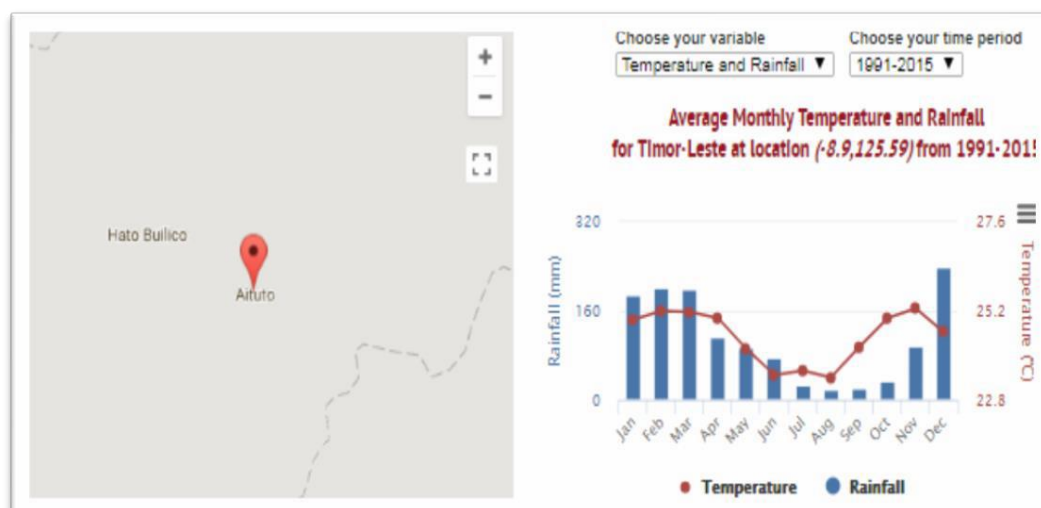 +
−
Hato Builico
Aituto
Choose your variable
Choose your time period
Temperature and Rainfall ▼
1991-2015 ▼
Average Monthly Temperature and Rainfall
for Timor-Leste at location (-8.9,125.59) from 1991-2015
320
160
0
Rainfall (mm)
27.6
25.2
22.8
Temperature (°C)
Jan
Feb
Mar
Apr
May
Jun
Jul
Aug
Sep
Oct
Nov
Dec
Temperature
Rainfall